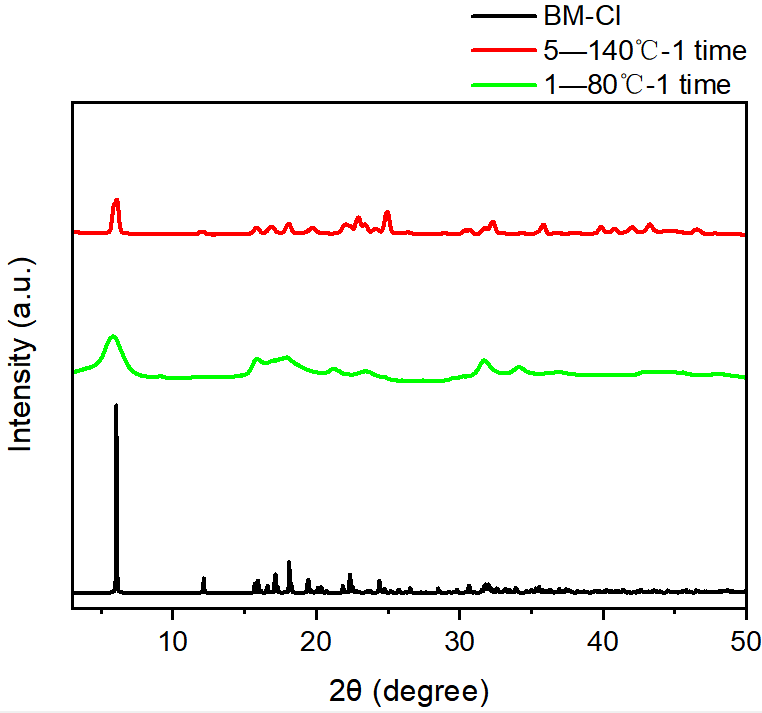 BM-Cl
5—140℃-1 time
1—80℃-1 time
Intensity (a.u.)
10 20 30 40 50
2θ (degree)